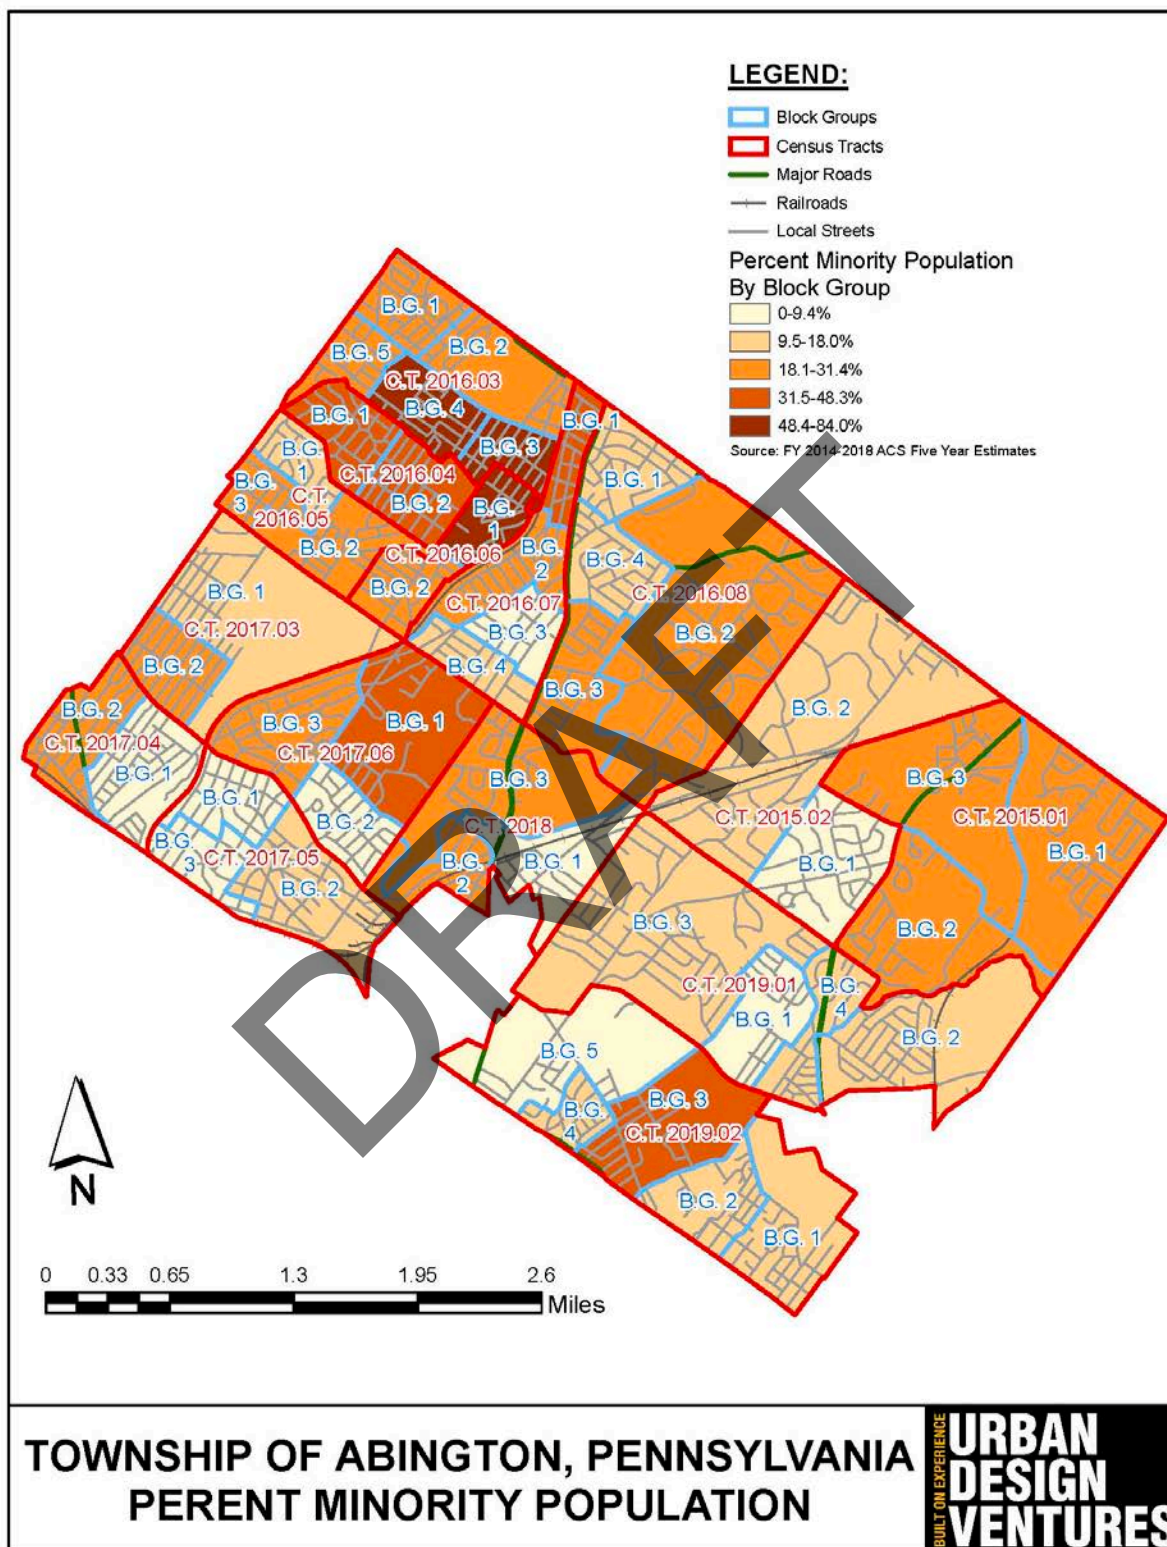 LEGEND:
Block Groups
Census Tracts
Major Roads
Railroads
Local Streets
Percent Minority Population
By Block Group
0-9.4%
9.5-18.0%
18.1-31.4%
31.5-48.3%
48.4-84.0%
Source: FY 2014-2018 ACS Five Year Estimates
B.G. 1
B.G. 5
B.G. 2
C.T. 2016.03
B.G. 4
B.G. 3
B.G. 1
B.G. 1
B.G. 1
B.G. 3
C.T. 2016.04
B.G. 2
C.T. 2016.05
B.G. 2
B.G. 1
C.T. 2016.06
B.G. 2
B.G. 2
C.T. 2016.07
B.G. 3
B.G. 4
B.G. 1
B.G. 4
C.T. 2016.08
B.G. 2
B.G. 3
B.G. 1
C.T. 2017.03
B.G. 2
B.G. 2
C.T. 2017.04
B.G. 1
B.G. 3
C.T. 2017.06
B.G. 1
B.G. 2
B.G. 1
B.G. 3
C.T. 2017.05
B.G. 2
B.G. 3
C.T. 2018
B.G. 2
B.G. 1
B.G. 2
C.T. 2015.02
B.G. 1
B.G. 3
C.T. 2015.01
B.G. 1
B.G. 2
B.G. 3
C.T. 2019.01
B.G. 1
B.G. 4
B.G. 2
B.G. 5
B.G. 4
B.G. 3
C.T. 2019.02
B.G. 2
B.G. 1
DRAFT
N
0 0.33 0.65 1.3 1.95 2.6
Miles
TOWNSHIP OF ABINGTON, PENNSYLVANIA
PERENT MINORITY POPULATION
BUILT ON EXPERIENCE
URBAN
DESIGN
VENTURES